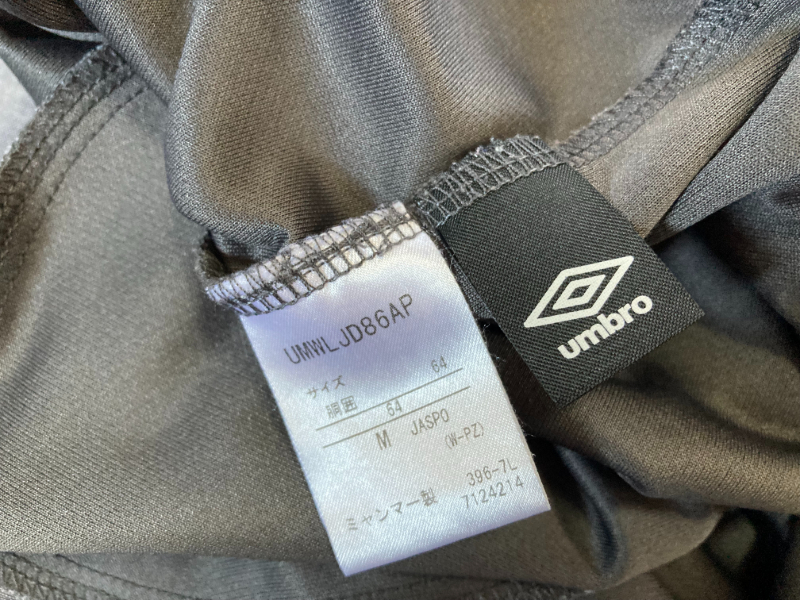 UMWLJD86AP
サイズ
64
胴囲 64
M JASPO
(W-PZ)
396-7L
ミャンマー製 7124214
umbro